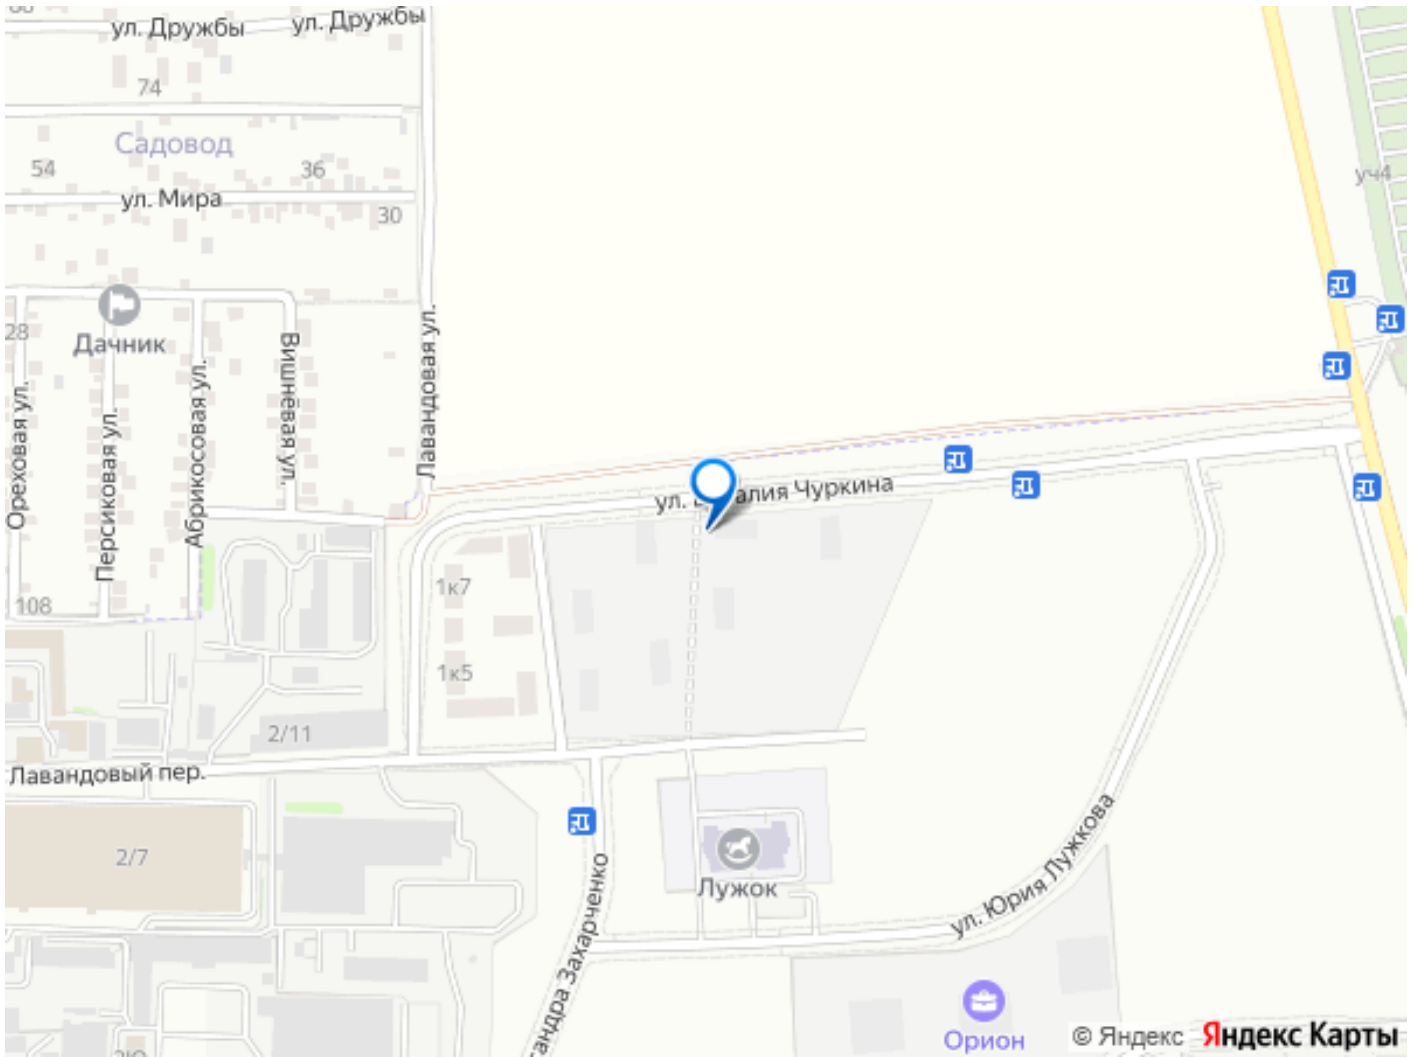 ул. Дружбы
ул. Дружбы
74
Садовод
54
36
ул. Мира
30
уч4
28
Дачник
Ореховая ул.
Персиковая ул.
Абрикосовая ул.
Вишнёвая ул.
Лавандовая ул.
ул. Виталия Чуркина
108
1к7
1к5
2/11
Лавандовый пер.
2/7
Лужок
ул. Юрия Лужкова
Захарченко
Орион
© Яндекс Яндекс Карты